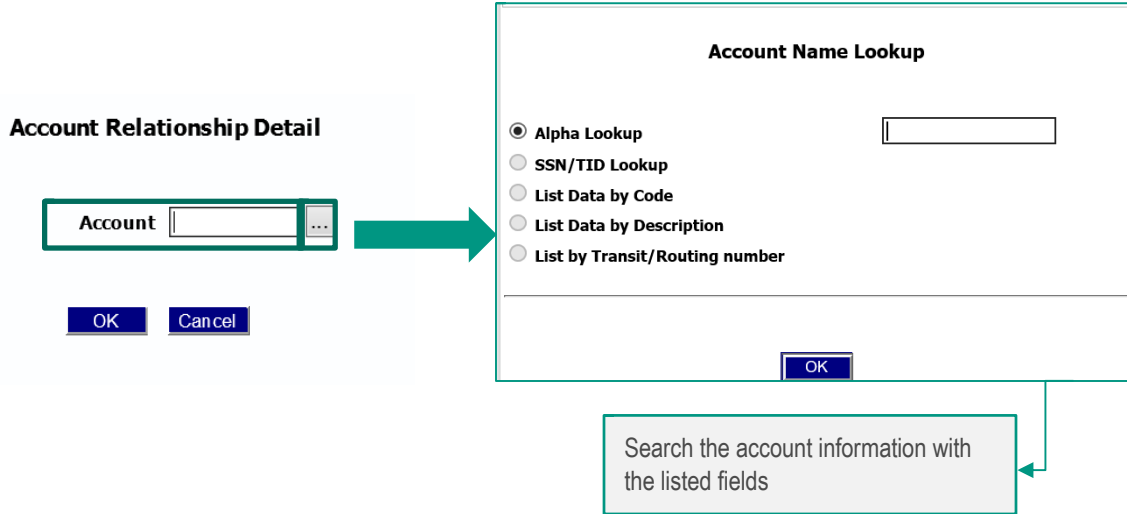 Account Relationship Detail
Account
...
OK
Cancel
Account Name Lookup
Alpha Lookup
SSN/TID Lookup
List Data by Code
List Data by Description
List by Transit/Routing number
OK
Search the account information with
the listed fields